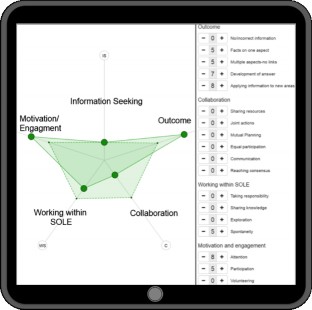 IS
Information Seeking
Motivation/
Engagment
Outcome
Working within
SOLE
Collaboration
WS
C
Outcome
- 0 + No/incorrect information
- 5 + Facts on one aspect
- 5 + Multiple aspects-no links
- 7 + Development of answer
- 8 + Applying information to new areas
Collaboration
- 0 + Sharing resources
- 0 + Joint actions
- 0 + Mutual Planning
- 0 + Equal participation
- 0 + Communication
- 0 + Reaching consensus
Working within SOLE
- 0 + Taking responsibility
- 0 + Sharing knowledge
- 0 + Exploration
- 5 + Spontaneity
Motivation and engagement
- 8 + Attention
- 5 + Participation
- 0 + Volunteering